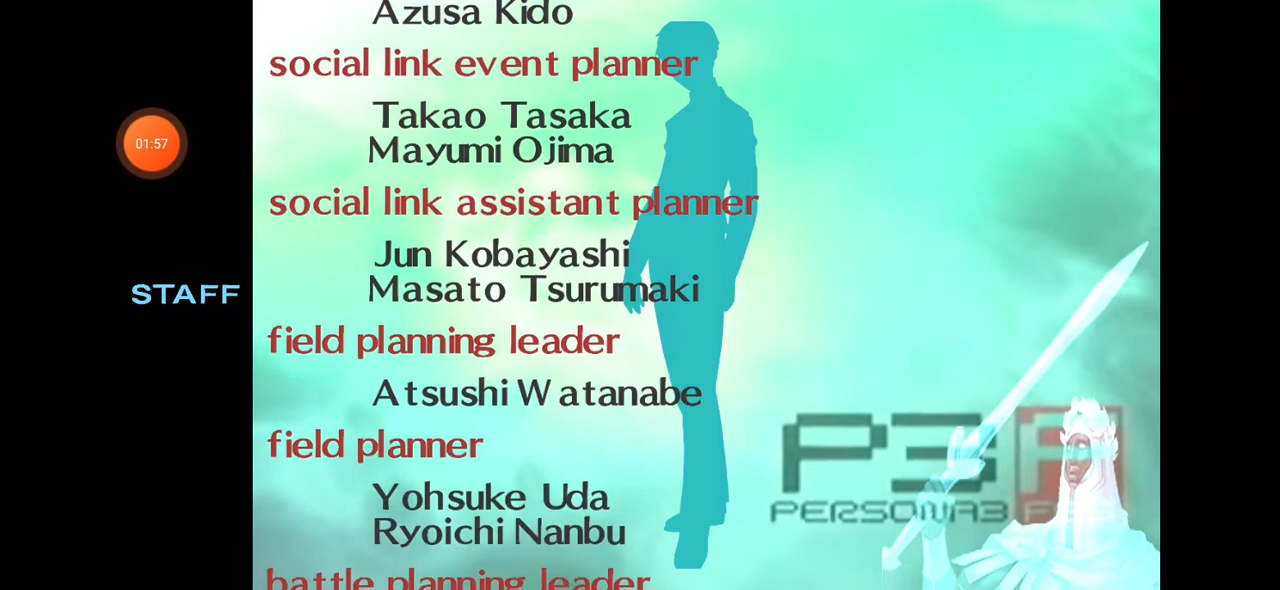 Azusa Kido
social link event planner
Takao Tasaka
Mayumi Ojima
01:57
social link assistant planner
Jun Kobayashi
Masato Tsurumaki
STAFF
field planning leader
Atsushi Watanabe
field planner
Yohsuke Uda
Ryoichi Nanbu
battle planning leader
P3F
PERSONA3 F